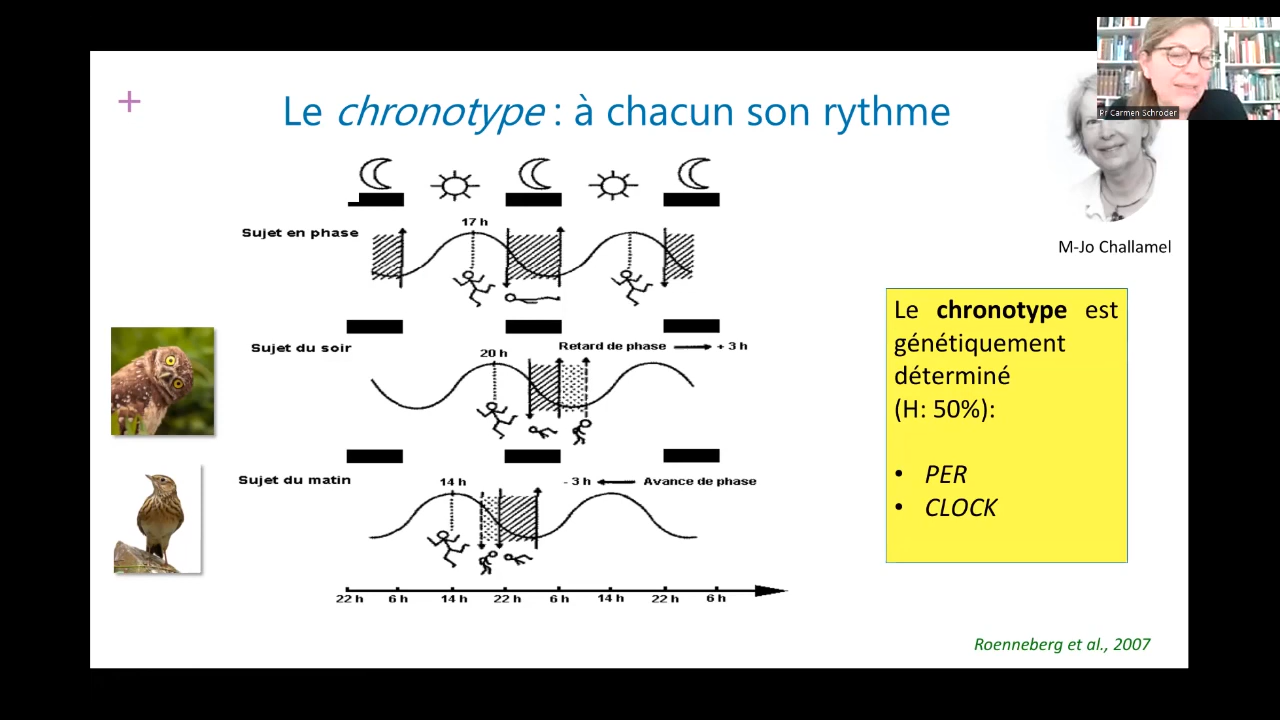 +
Le chronotype : à chacun son rythme
Pr Carmen Schroder
M-Jo Challamel
17 h
Sujet en phase
Sujet du soir
20 h
Retard de phase
+ 3 h
Sujet du matin
14 h
- 3 h
Avance de phase
22 h 6 h 14 h 22 h 6 h 14 h 22 h 6 h
Le chronotype est
génétiquement
déterminé
(H: 50%):
• PER
• CLOCK
Roenneberg et al., 2007